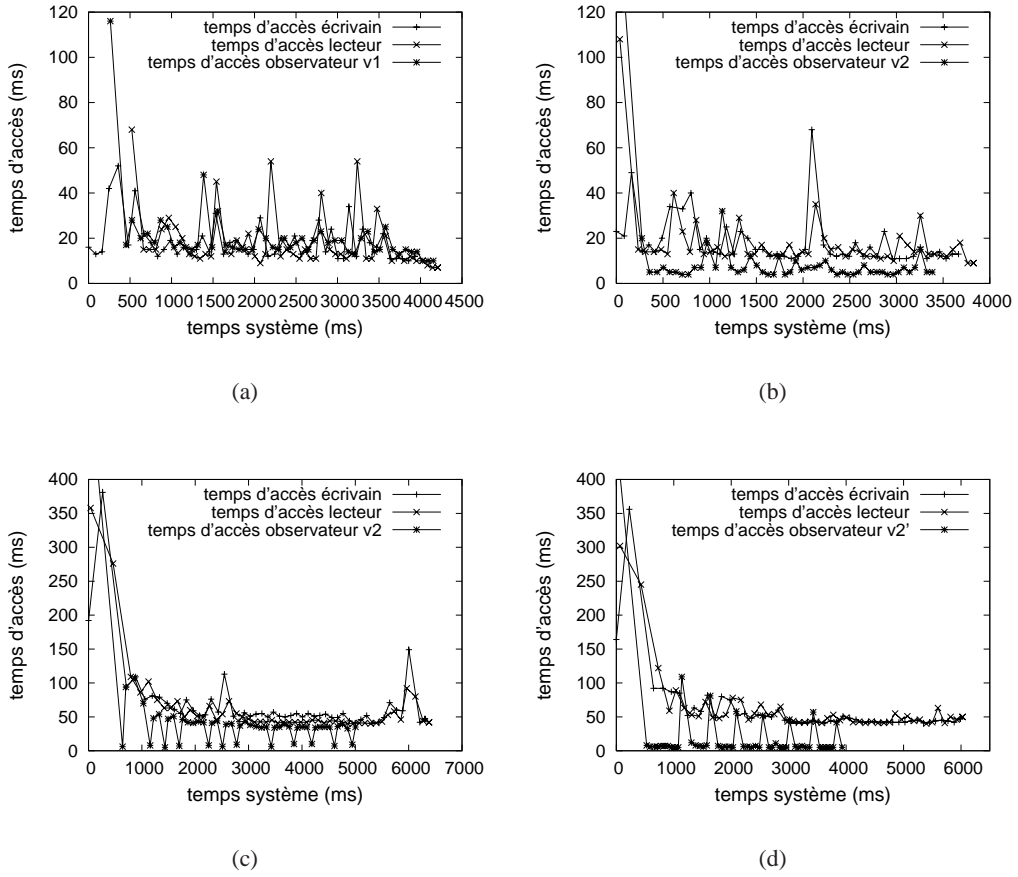 temps d'accès (ms)
120
100
80
60
40
20
0
temps d'accès écrivain
temps d'accès lecteur
temps d'accès observateur v1
0 500 1000 1500 2000 2500 3000 3500 4000 4500
temps système (ms)
(a)
temps d'accès (ms)
120
100
80
60
40
20
0
temps d'accès écrivain
temps d'accès lecteur
temps d'accès observateur v2
0 500 1000 1500 2000 2500 3000 3500 4000
temps système (ms)
(b)
temps d'accès (ms)
400
350
300
250
200
150
100
50
0
temps d'accès écrivain
temps d'accès lecteur
temps d'accès observateur v2
0 1000 2000 3000 4000 5000 6000 7000
temps système (ms)
(c)
temps d'accès (ms)
400
350
300
250
200
150
100
50
0
temps d'accès écrivain
temps d'accès lecteur
temps d'accès observateur v2'
0 1000 2000 3000 4000 5000 6000
temps système (ms)
(d)